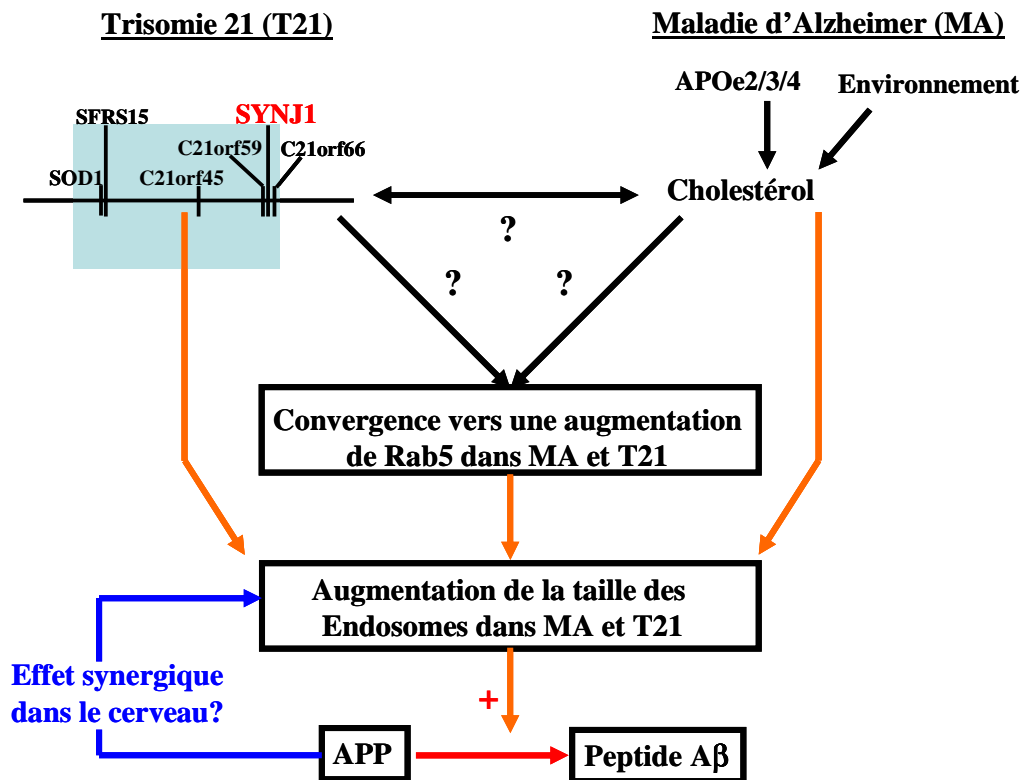 Trisomie 21 (T21)
Maladie d'Alzheimer (MA)
APOe2/3/4
Environnement
SFRS15
SYNJ1
C21orf59
C21orf66
SOD1
C21orf45
Cholestérol
?
?
?
Convergence vers une augmentation
de Rab5 dans MA et T21
Augmentation de la taille des
Endosomes dans MA et T21
Effet synergique
dans le cerveau?
+
APP
Peptide Aβ